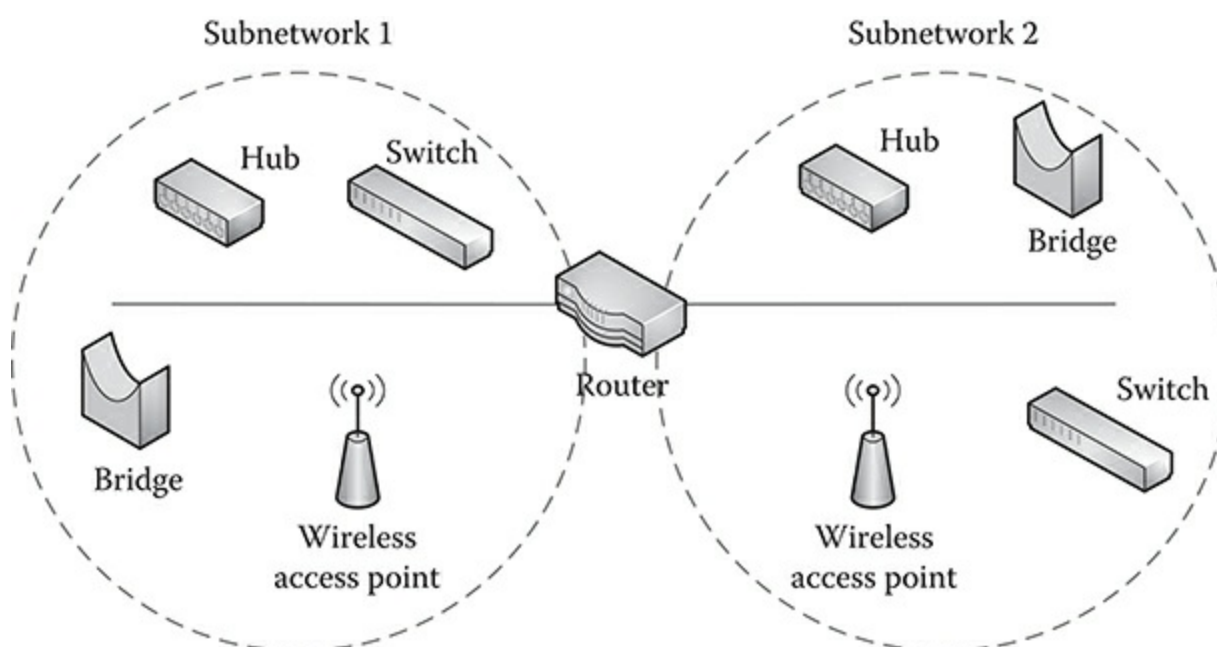 Subnetwork 1
Subnetwork 2
Hub
Switch
Hub
Bridge
Router
Bridge
Wireless
access point
Wireless
access point
Switch